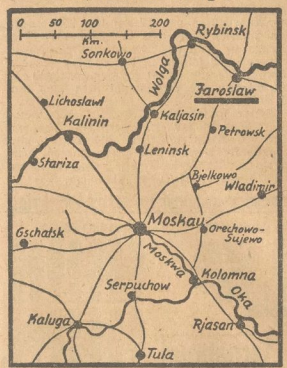 0 50 100 200
Km.
Rybinsk
Sonkowo
Wolga
Jaroslaw
Lichoslawl
Kaljasin
Kalinin
Petrowsk
Leninsk
Stariza
Bjelkowo
Wladimir
Moskau
Gschatsk
Orechowo-
Sujewo
Moskwa
Kolomna
Serpuchow
Oka
Kaluga
Rjasan
Tula